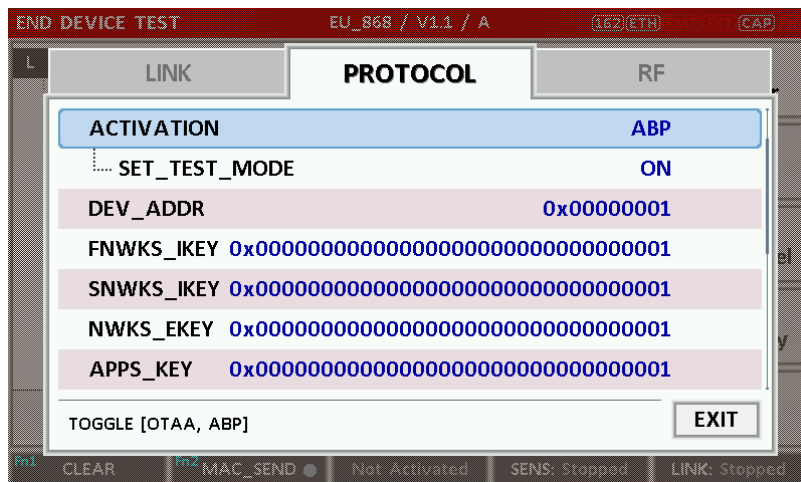 END DEVICE TEST EU_868 / V1.1 / A 162 ETH CAP
L
LINK PROTOCOL RF
ACTIVATION ABP
SET_TEST_MODE ON
DEV_ADDR 0x00000001
FNWKS_IKEY 0x00000000000000000000000000000001
SNWKS_IKEY 0x00000000000000000000000000000001
NWKS_EKEY 0x00000000000000000000000000000001
APPS_KEY 0x00000000000000000000000000000001
TOGGLE [OTAA, ABP] EXIT
Fn1 CLEAR Fn2 MAC_SEND Not Activated SENS: Stopped LINK: Stopped